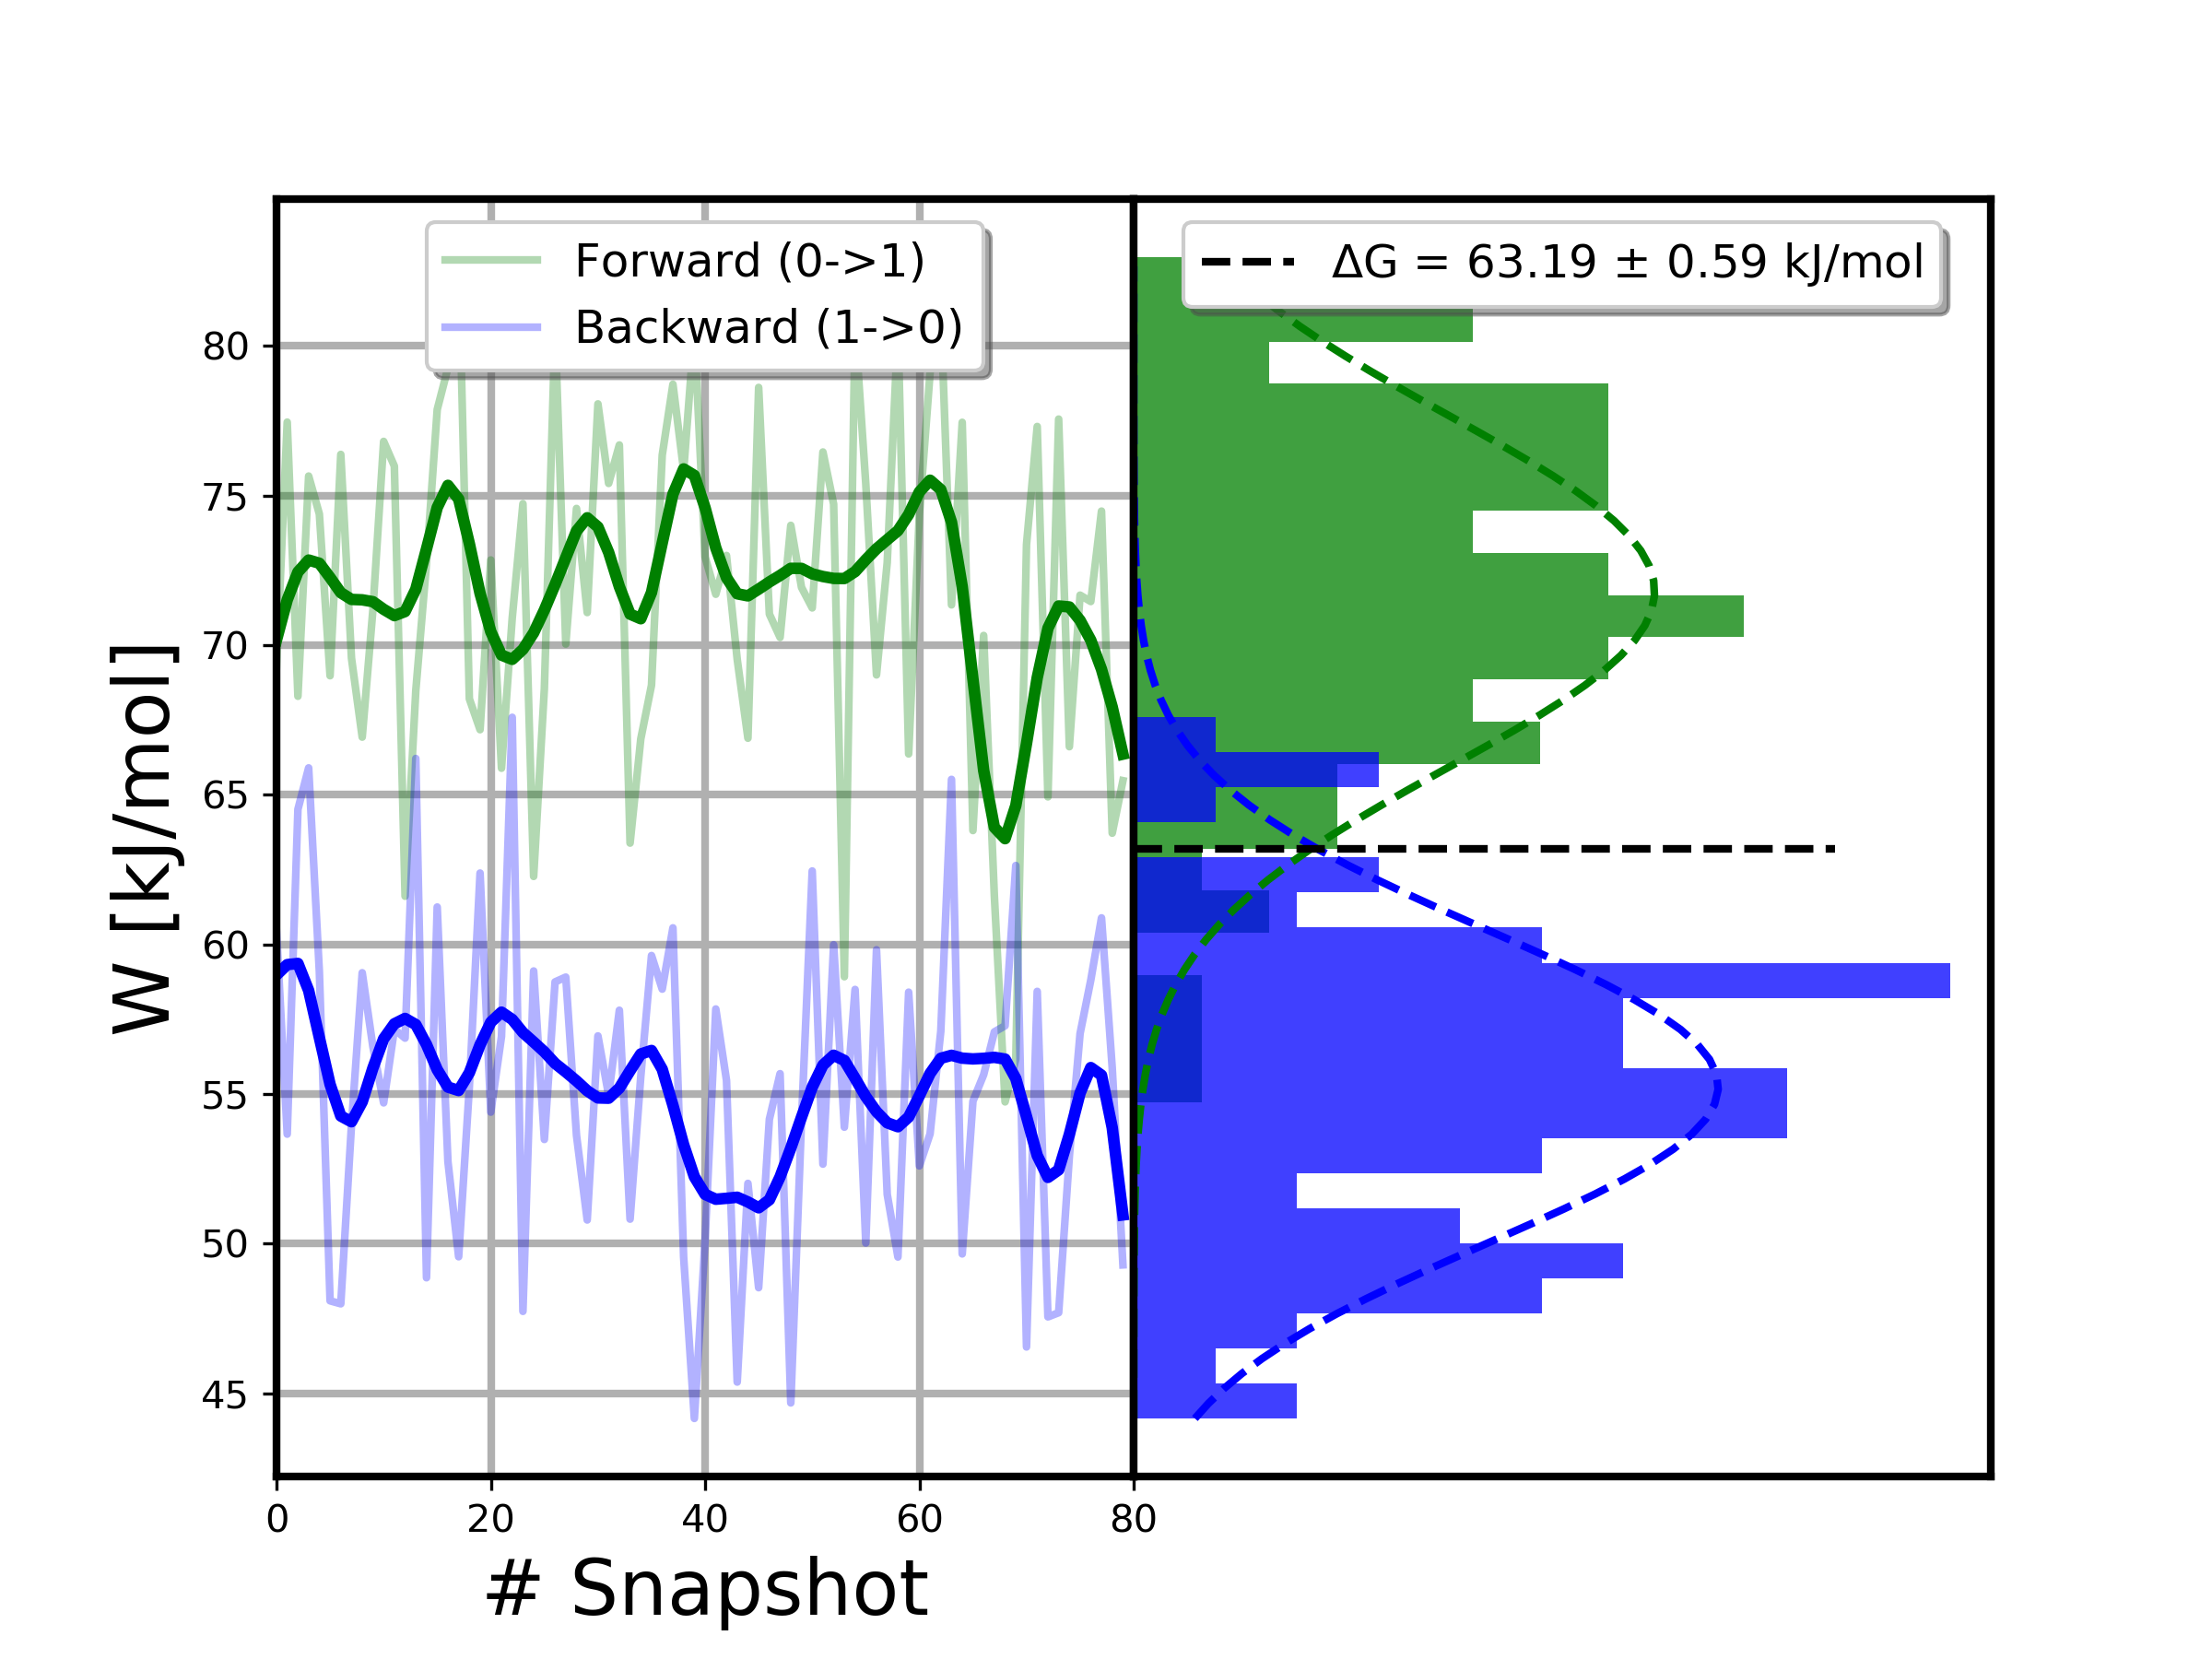 Forward (0->1)
Backward (1->0)
ΔG = 63.19 ± 0.59 kJ/mol
W [kJ/mol]
80
75
70
65
60
55
50
45
0 20 40 60 80
# Snapshot